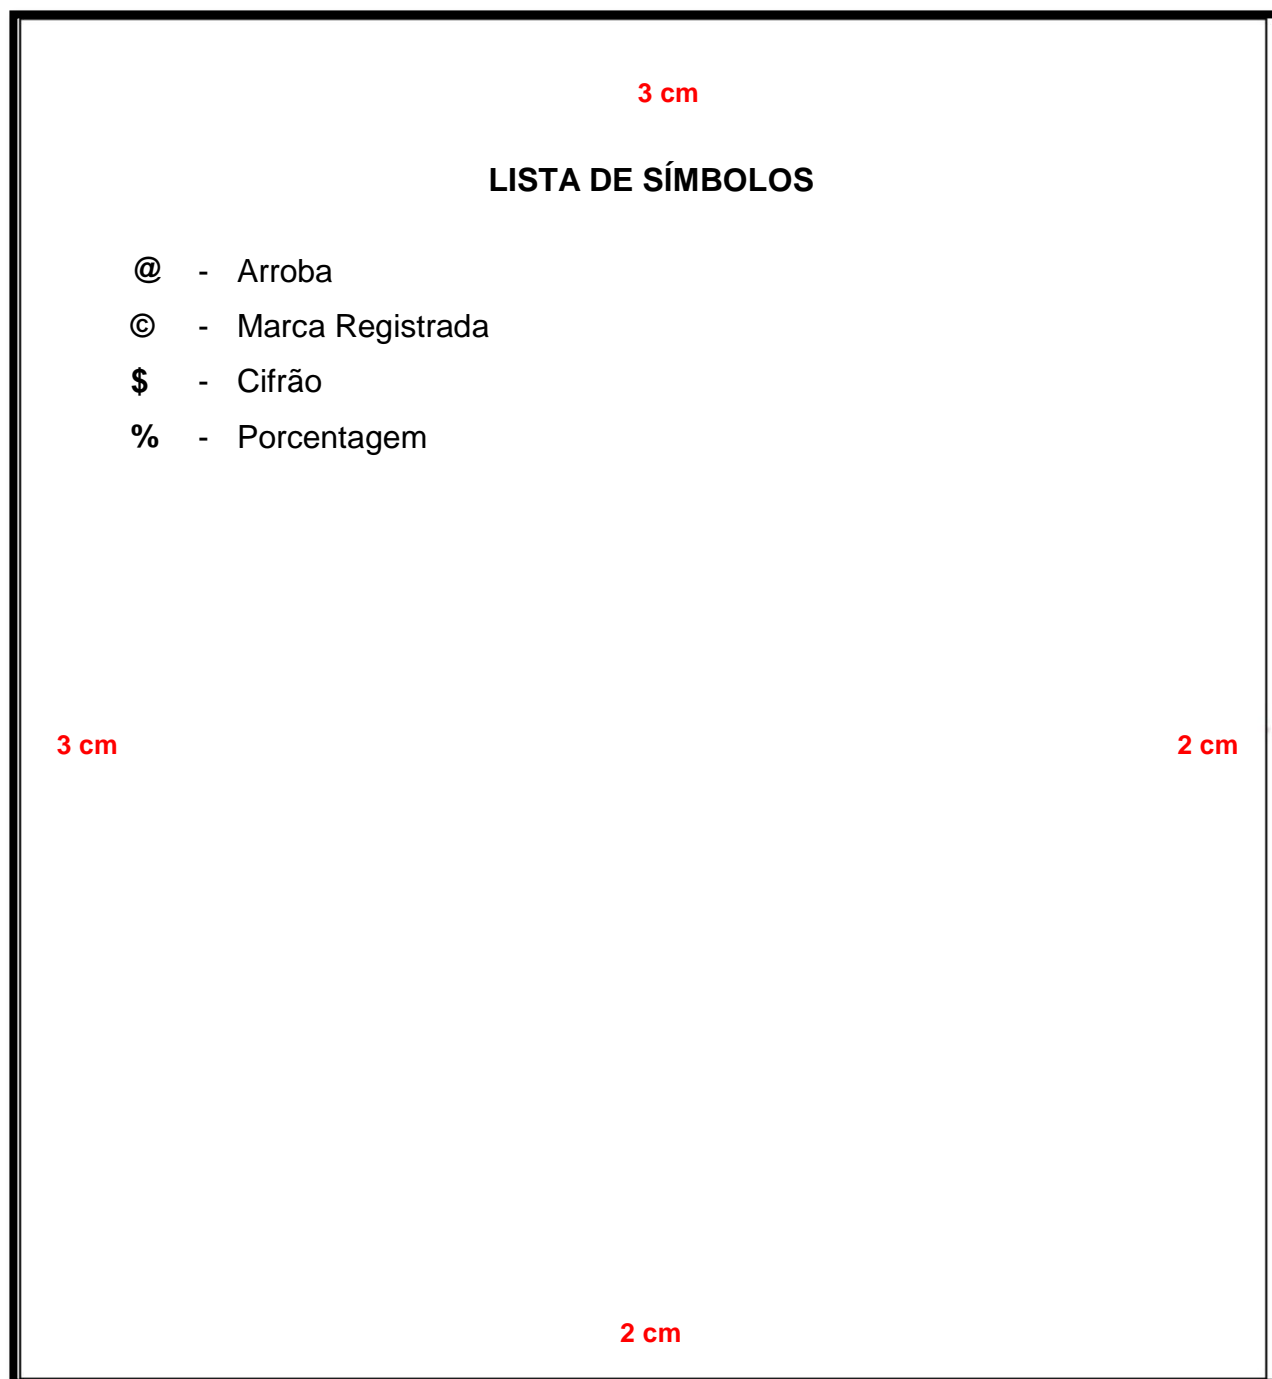 3 cm
LISTA DE SÍMBOLOS
@ - Arroba
© - Marca Registrada
$ - Cifrão
% - Porcentagem
3 cm
2 cm
2 cm